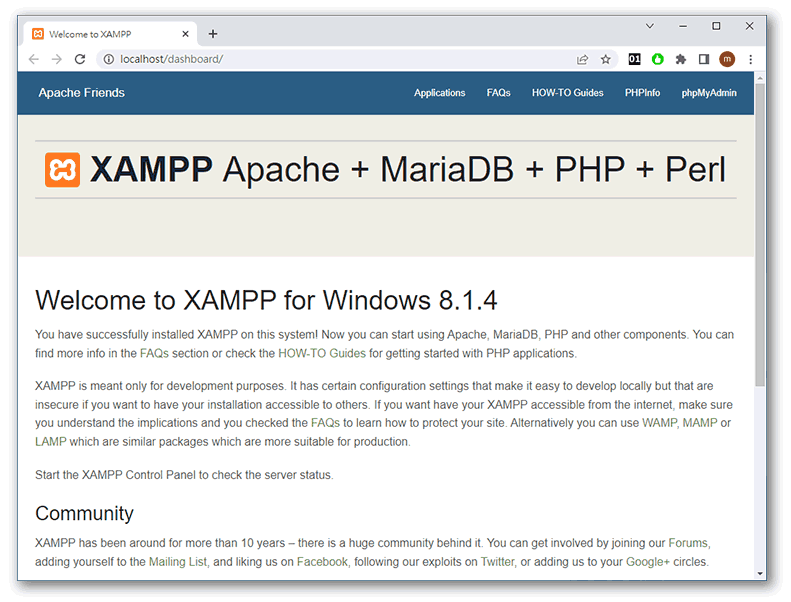 Welcome to XAMPP
localhost/dashboard/
01
m
Apache Friends
Applications FAQs HOW-TO Guides PHPInfo phpMyAdmin
XAMPP Apache + MariaDB + PHP + Perl
Welcome to XAMPP for Windows 8.1.4
You have successfully installed XAMPP on this system! Now you can start using Apache, MariaDB, PHP and other components. You can
find more info in the FAQs section or check the HOW-TO Guides for getting started with PHP applications.
XAMPP is meant only for development purposes. It has certain configuration settings that make it easy to develop locally but that are
insecure if you want to have your installation accessible to others. If you want have your XAMPP accessible from the internet, make sure
you understand the implications and you checked the FAQs to learn how to protect your site. Alternatively you can use WAMP, MAMP or
LAMP which are similar packages which are more suitable for production.
Start the XAMPP Control Panel to check the server status.
Community
XAMPP has been around for more than 10 years – there is a huge community behind it. You can get involved by joining our Forums,
adding yourself to the Mailing List, and liking us on Facebook, following our exploits on Twitter, or adding us to your Google+ circles.